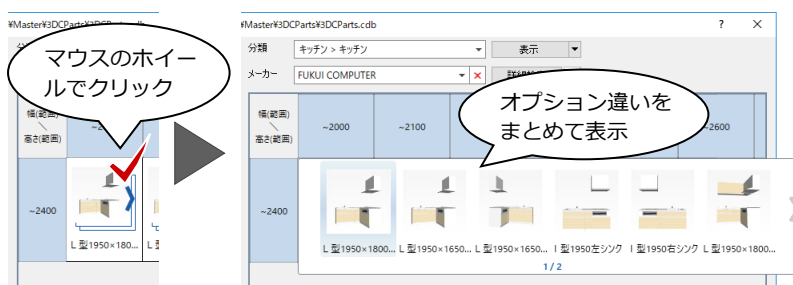 ¥Master¥3DCParts¥3DCParts.cdb
マウスのホイー
ルでクリック
幅(範囲)
高さ(範囲)
~2400
L 型1950×180...
¥Master¥3DCParts¥3DCParts.cdb
? ×
分類 キッチン > キッチン 表示
メーカー FUKUI COMPUTER
オプション違いを
まとめて表示
幅(範囲)
高さ(範囲)
~2000 ~2100 ~2600
~2400
L 型1950×1800... L 型1950×1650... L 型1950×1650... I 型1950左シンク I 型1950右シンク L 型1950×1800...
1 / 2